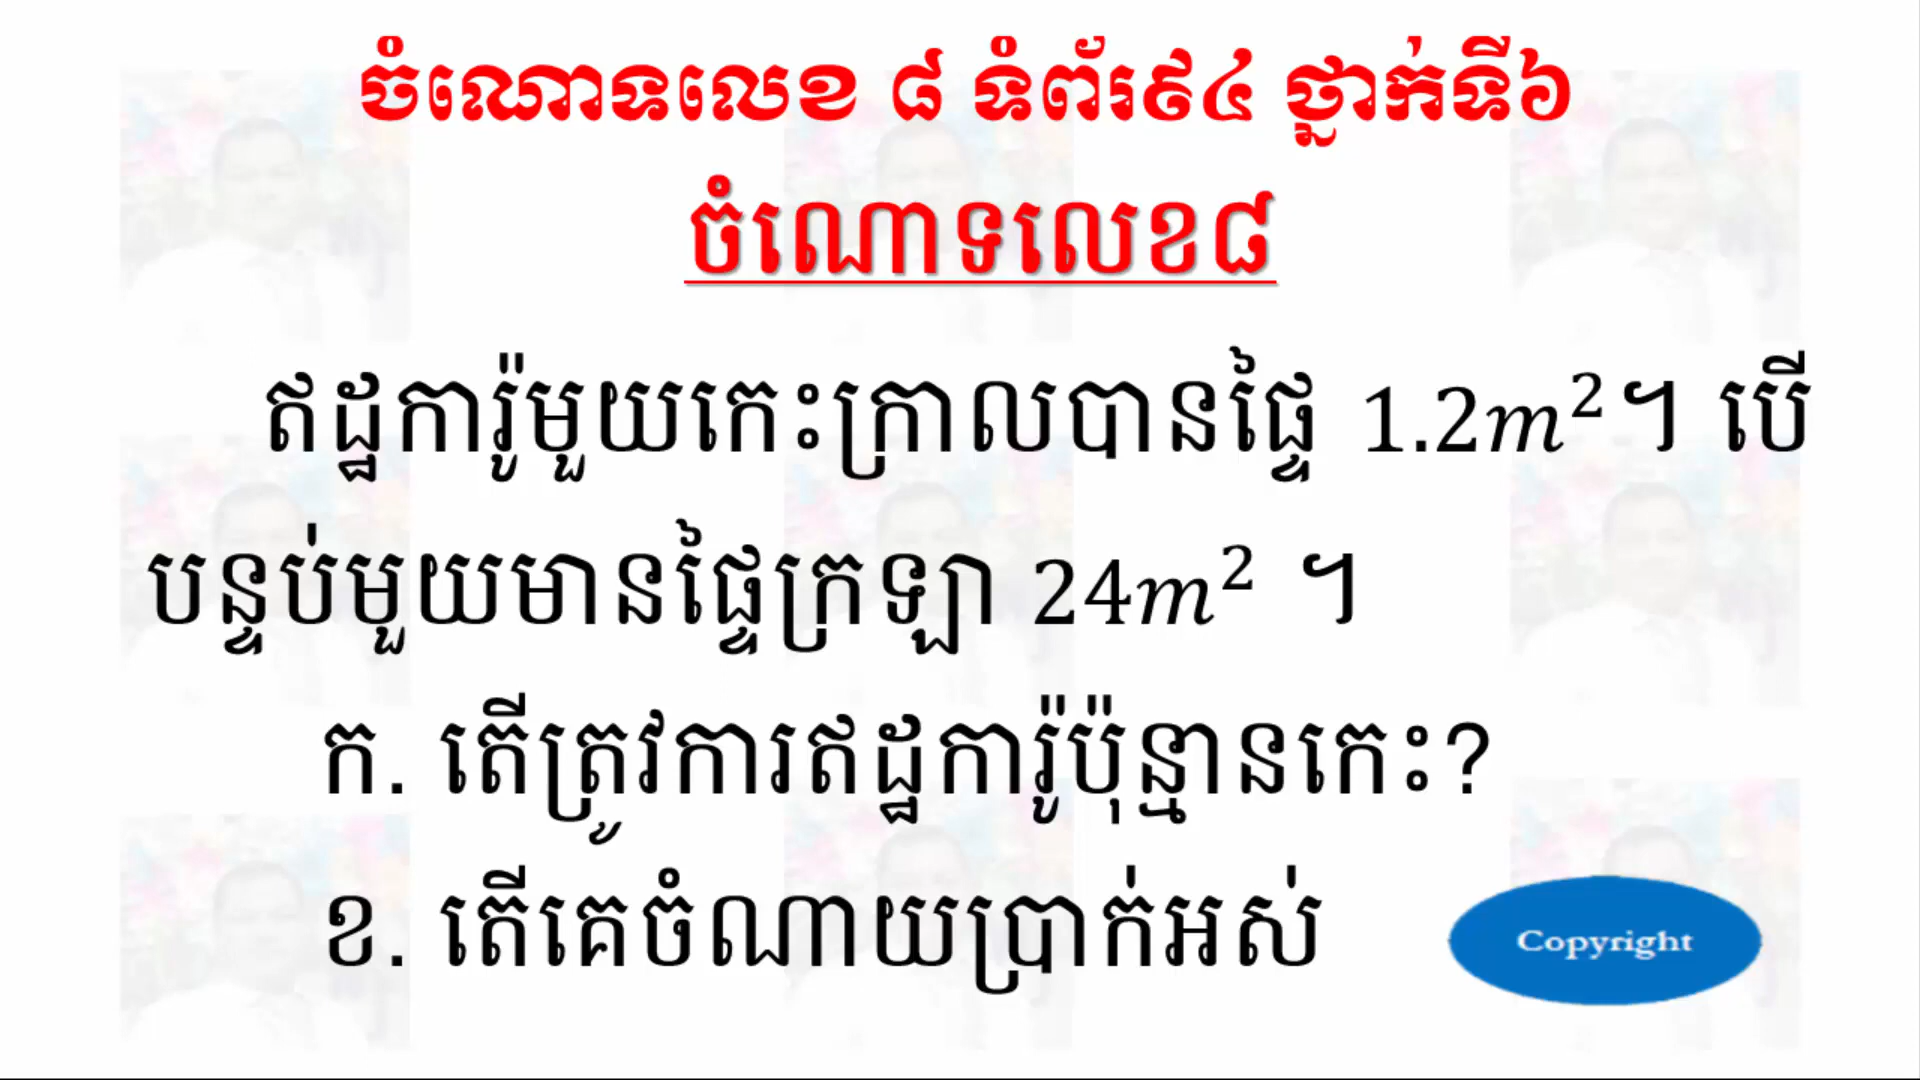 ចំណោទលេខ ៨ ទំព័រ៩៤ ថ្នាក់ទី៦
ចំណោទលេខ៨
ឥដ្ឋការ៉ូមួយកេះក្រាលបានផ្ទៃ 1.2m²។ បើ
បន្ទប់មួយមានផ្ទៃក្រឡា 24m² ។
ក. តើត្រូវការឥដ្ឋការ៉ូប៉ុន្មានកេះ?
ខ. តើគេចំណាយប្រាក់អស់
Copyright